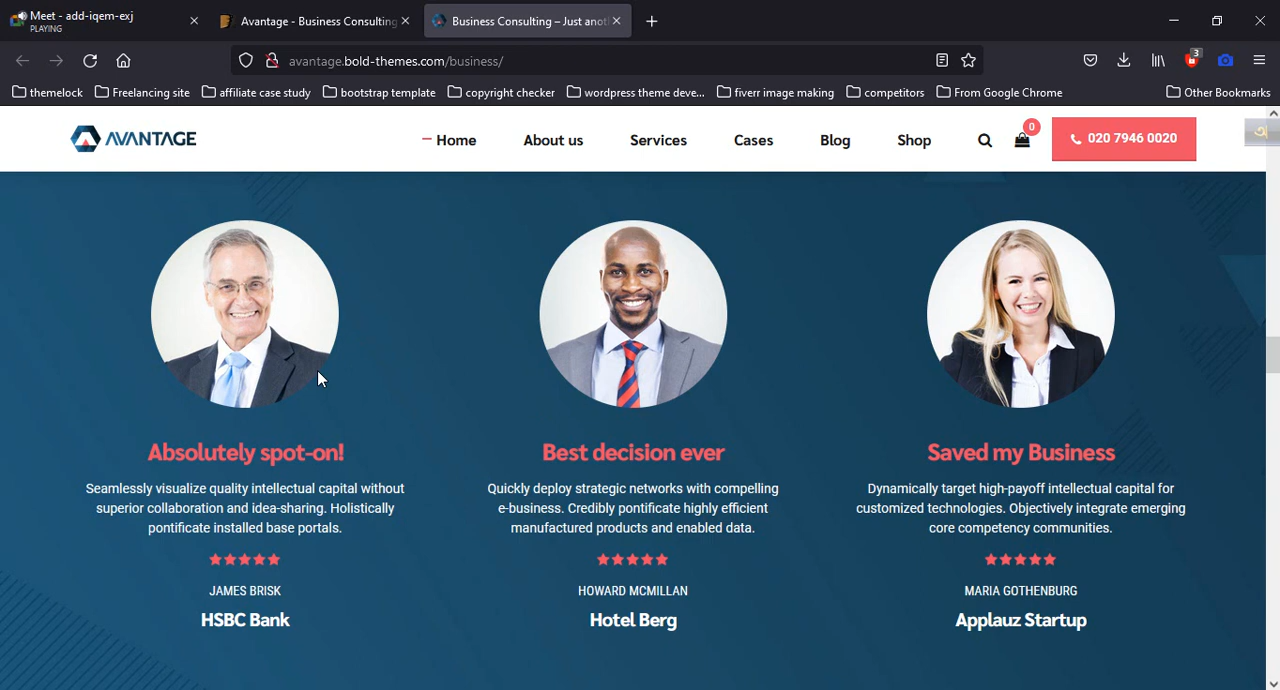 Meet - add-iqem-exj
PLAYING
Avantage - Business Consulting
Business Consulting – Just anot
avantage.bold-themes.com/business/
3
themelock
Freelancing site
affiliate case study
bootstrap template
copyright checker
wordpress theme deve...
fiverr image making
competitors
From Google Chrome
Other Bookmarks
AVANTAGE
Home
About us
Services
Cases
Blog
Shop
0
020 7946 0020
Absolutely spot-on!
Seamlessly visualize quality intellectual capital without
superior collaboration and idea-sharing. Holistically
pontificate installed base portals.
JAMES BRISK
HSBC Bank
Best decision ever
Quickly deploy strategic networks with compelling
e-business. Credibly pontificate highly efficient
manufactured products and enabled data.
HOWARD MCMILLAN
Hotel Berg
Saved my Business
Dynamically target high-payoff intellectual capital for
customized technologies. Objectively integrate emerging
core competency communities.
MARIA GOTHENBURG
Applauz Startup